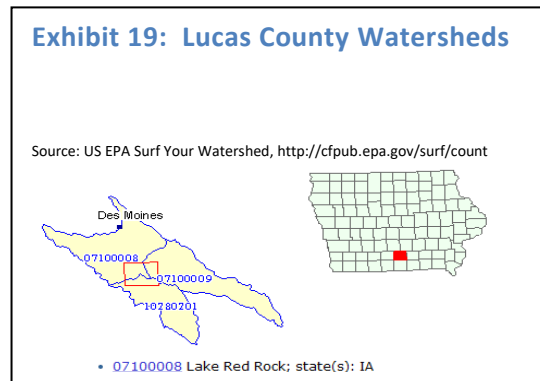 Exhibit 19: Lucas County Watersheds
Source: US EPA Surf Your Watershed, http://cfpub.epa.gov/surf/count
Des Moines
07100008
07100009
10280201
• 07100008 Lake Red Rock; state(s): IA